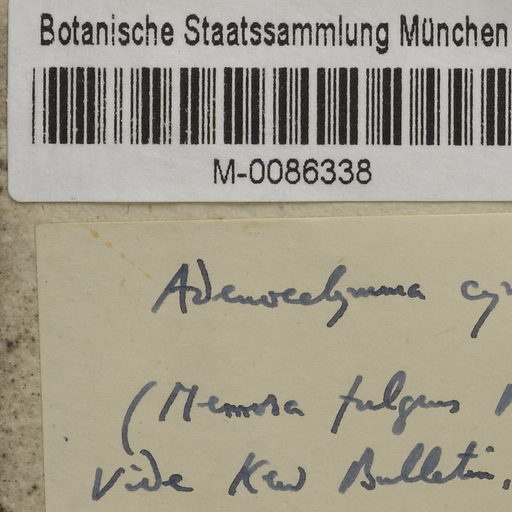 Botanische Staatssammlung München
M-0086338
Adenocalymma
(Memora fulgens
Vide Kew Bulletin,